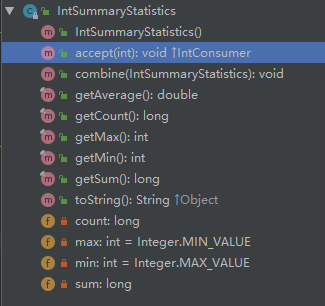 IntSummaryStatistics
IntSummaryStatistics()
accept(int): void ↑IntConsumer
combine(IntSummaryStatistics): void
getAverage(): double
getCount(): long
getMax(): int
getMin(): int
getSum(): long
toString(): String ↑Object
count: long
max: int = Integer.MIN_VALUE
min: int = Integer.MAX_VALUE
sum: long